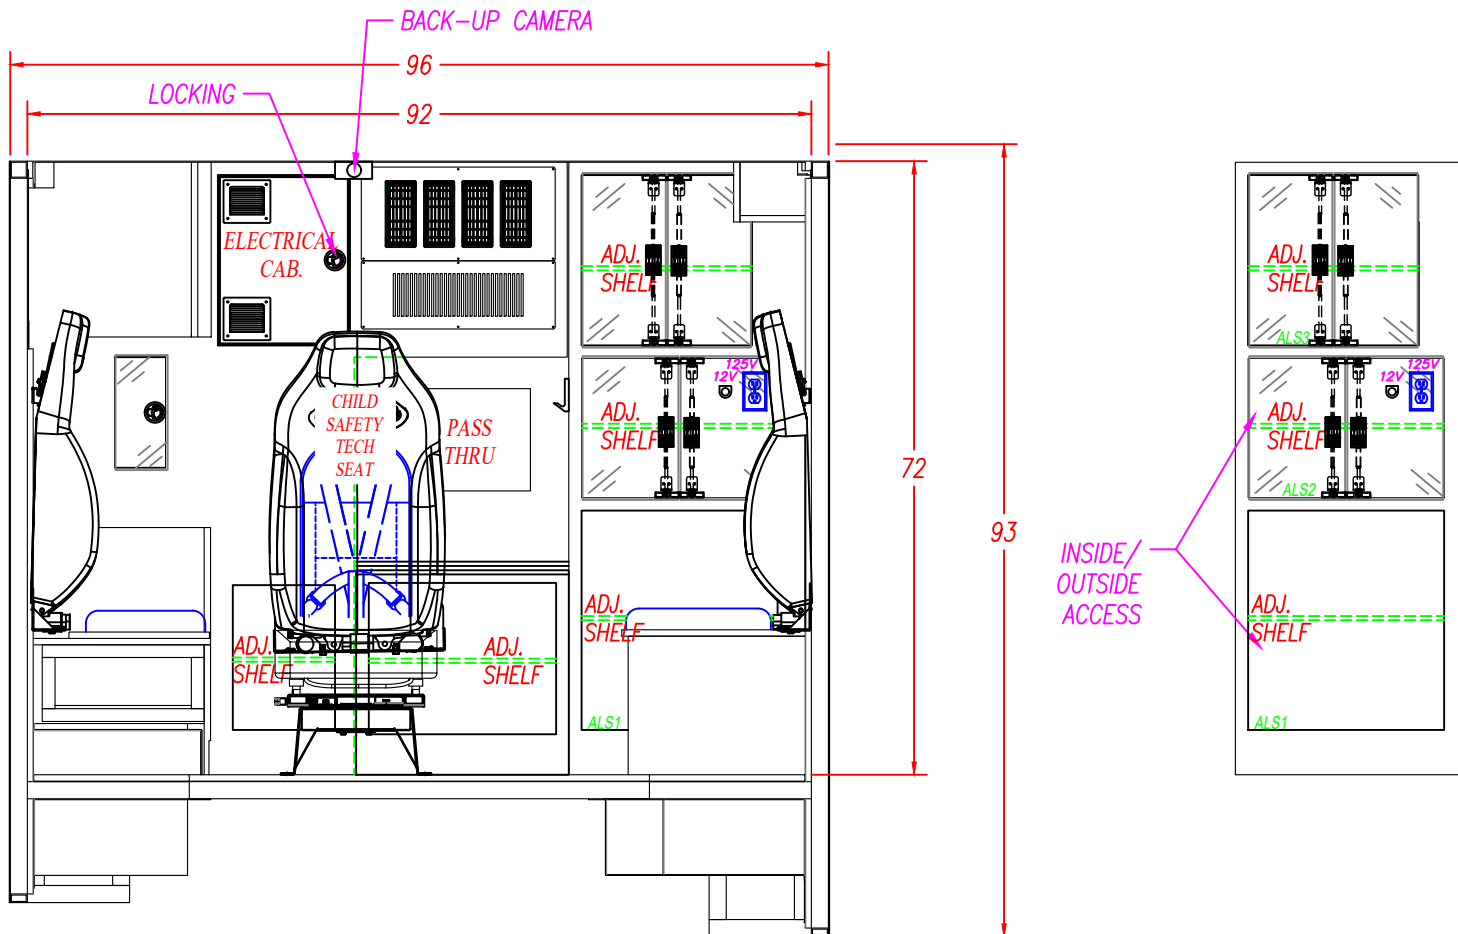 BACK-UP CAMERA
96
LOCKING
92
ELECTRICAL
CAB.
ADJ.
SHELF
125V
12V
ADJ.
SHELF
CHILD
SAFETY
TECH
SEAT
PASS
THRU
ADJ.
SHELF
ADJ.
SHELF
ADJ.
SHELF
ALS1
72
93
ADJ.
SHELF
ALS3
125V
12V
ADJ.
SHELF
ALS2
INSIDE/
OUTSIDE
ACCESS
ADJ.
SHELF
ALS1